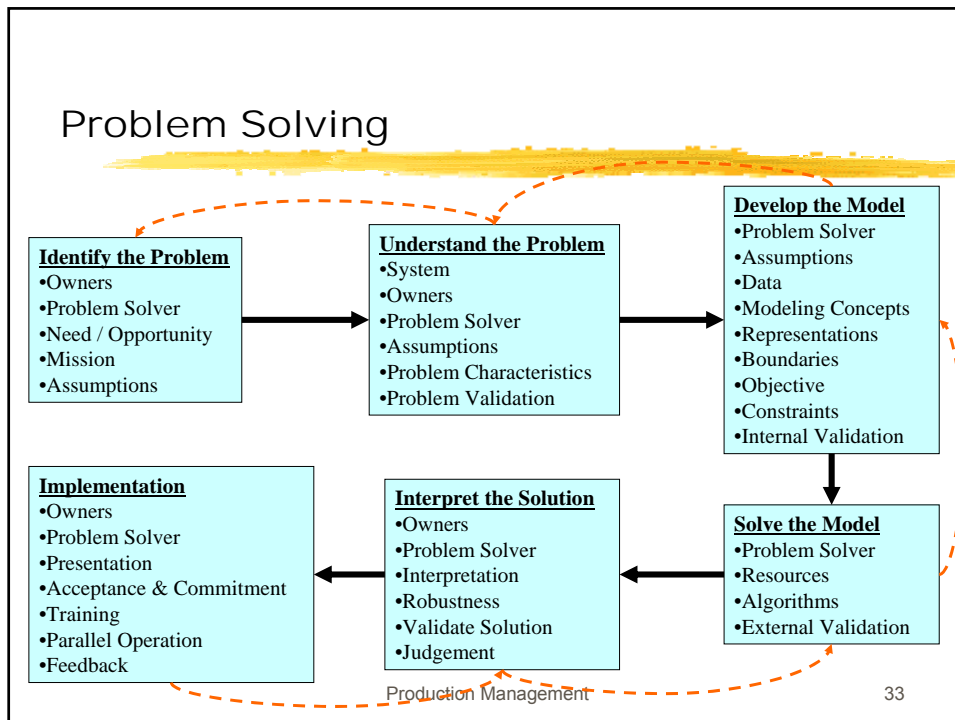 Problem Solving
Identify the Problem
•Owners
•Problem Solver
•Need / Opportunity
•Mission
•Assumptions
Understand the Problem
•System
•Owners
•Problem Solver
•Assumptions
•Problem Characteristics
•Problem Validation
Develop the Model
•Problem Solver
•Assumptions
•Data
•Modeling Concepts
•Representations
•Boundaries
•Objective
•Constraints
•Internal Validation
Solve the Model
•Problem Solver
•Resources
•Algorithms
•External Validation
Interpret the Solution
•Owners
•Problem Solver
•Interpretation
•Robustness
•Validate Solution
•Judgement
Implementation
•Owners
•Problem Solver
•Presentation
•Acceptance & Commitment
•Training
•Parallel Operation
•Feedback
Production Management
33